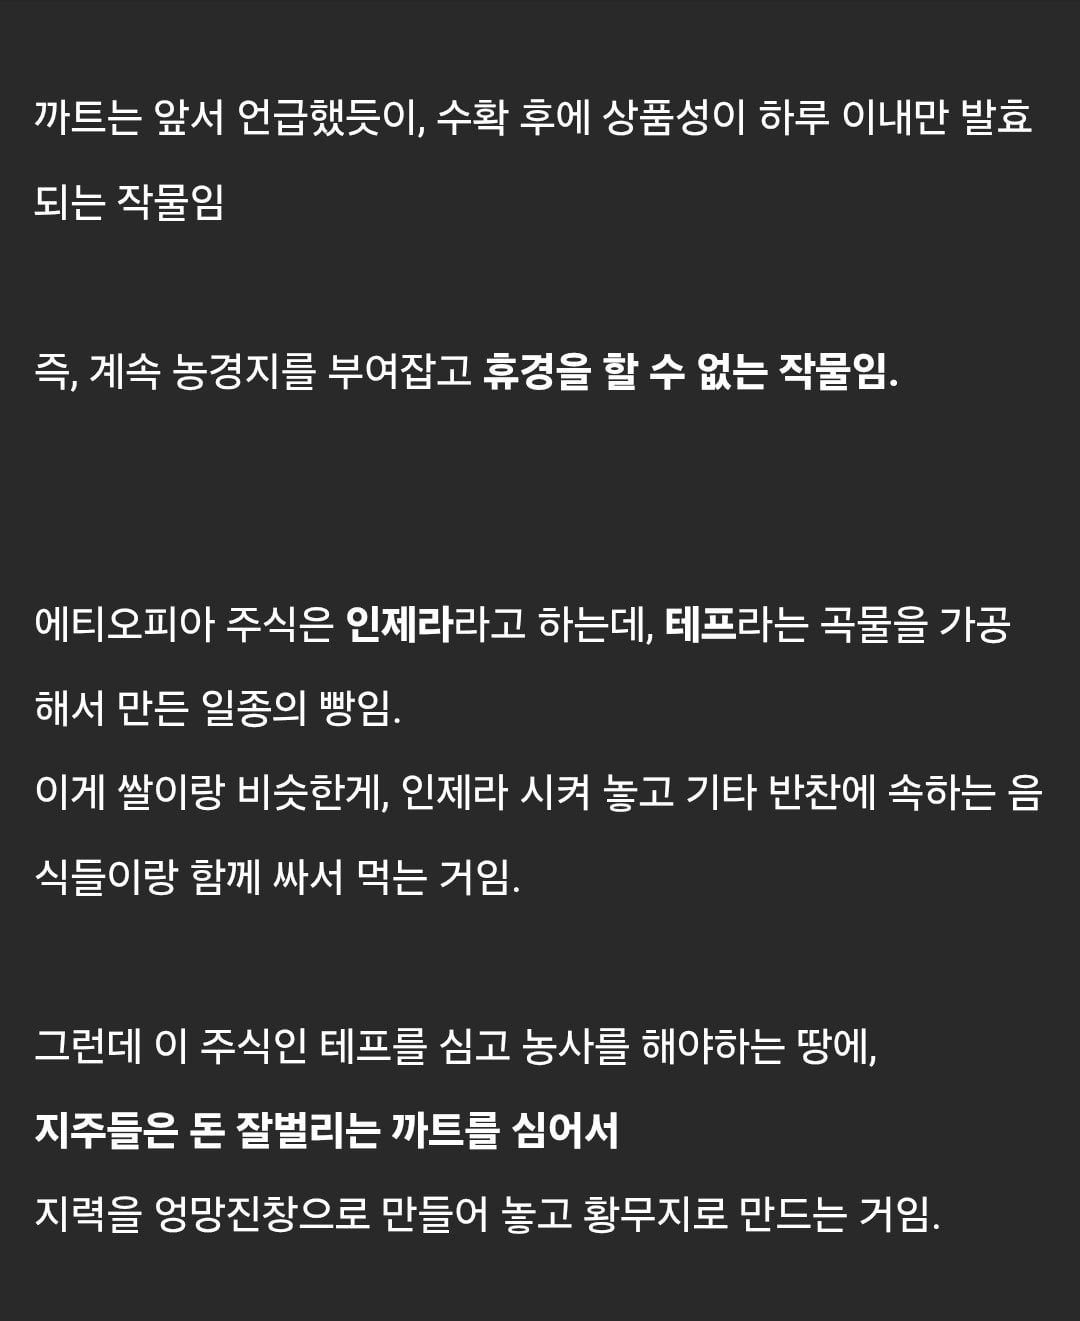 까트는 앞서 언급했듯이, 수확 후에 상품성이 하루 이내만 발효
되는 작물임
즉, 계속 농경지를 부여잡고 휴경을 할 수 없는 작물임.
에티오피아 주식은 인제라라고 하는데, 테프라는 곡물을 가공
해서 만든 일종의 빵임.
이게 쌀이랑 비슷한게, 인제라 시켜 놓고 기타 반찬에 속하는 음
식들이랑 함께 싸서 먹는 거임.
그런데 이 주식인 테프를 심고 농사를 해야하는 땅에,
지주들은 돈 잘벌리는 까트를 심어서
지력을 엉망진창으로 만들어 놓고 황무지로 만드는 거임.